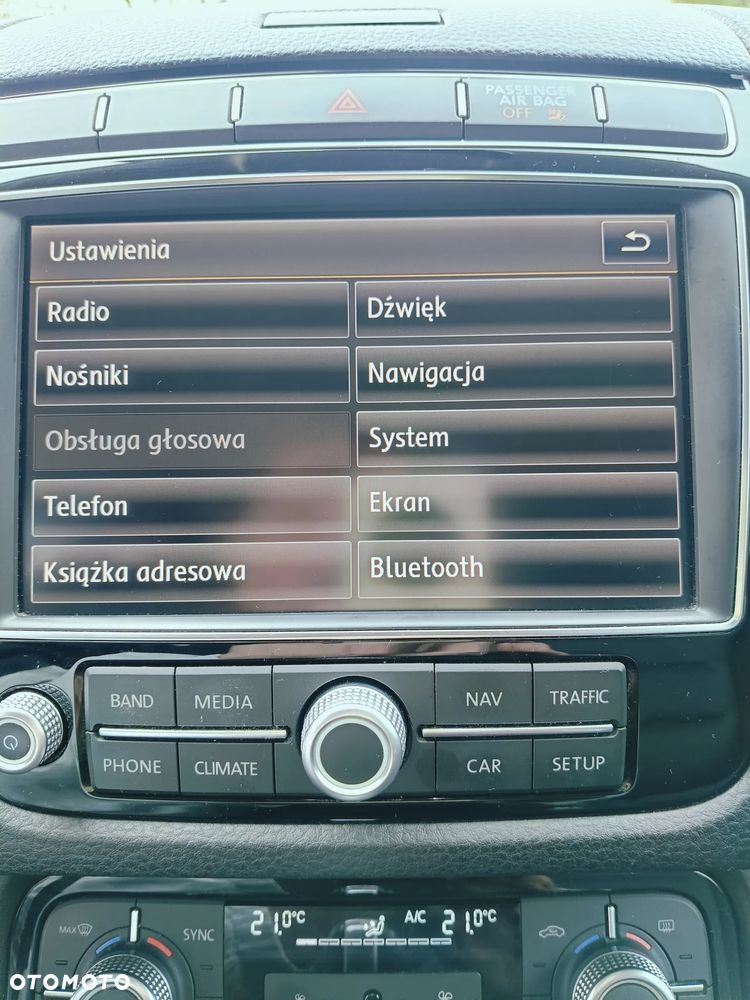 PASSENGER
AIR BAG
OFF
Ustawienia
Radio
Dźwięk
Nośniki
Nawigacja
Obsługa głosowa
System
Telefon
Ekran
Książka adresowa
Bluetooth
BAND
MEDIA
NAV
TRAFFIC
PHONE
CLIMATE
CAR
SETUP
MAX
SYNC
21.0°C
A/C
21.0°C
OTOMOTO